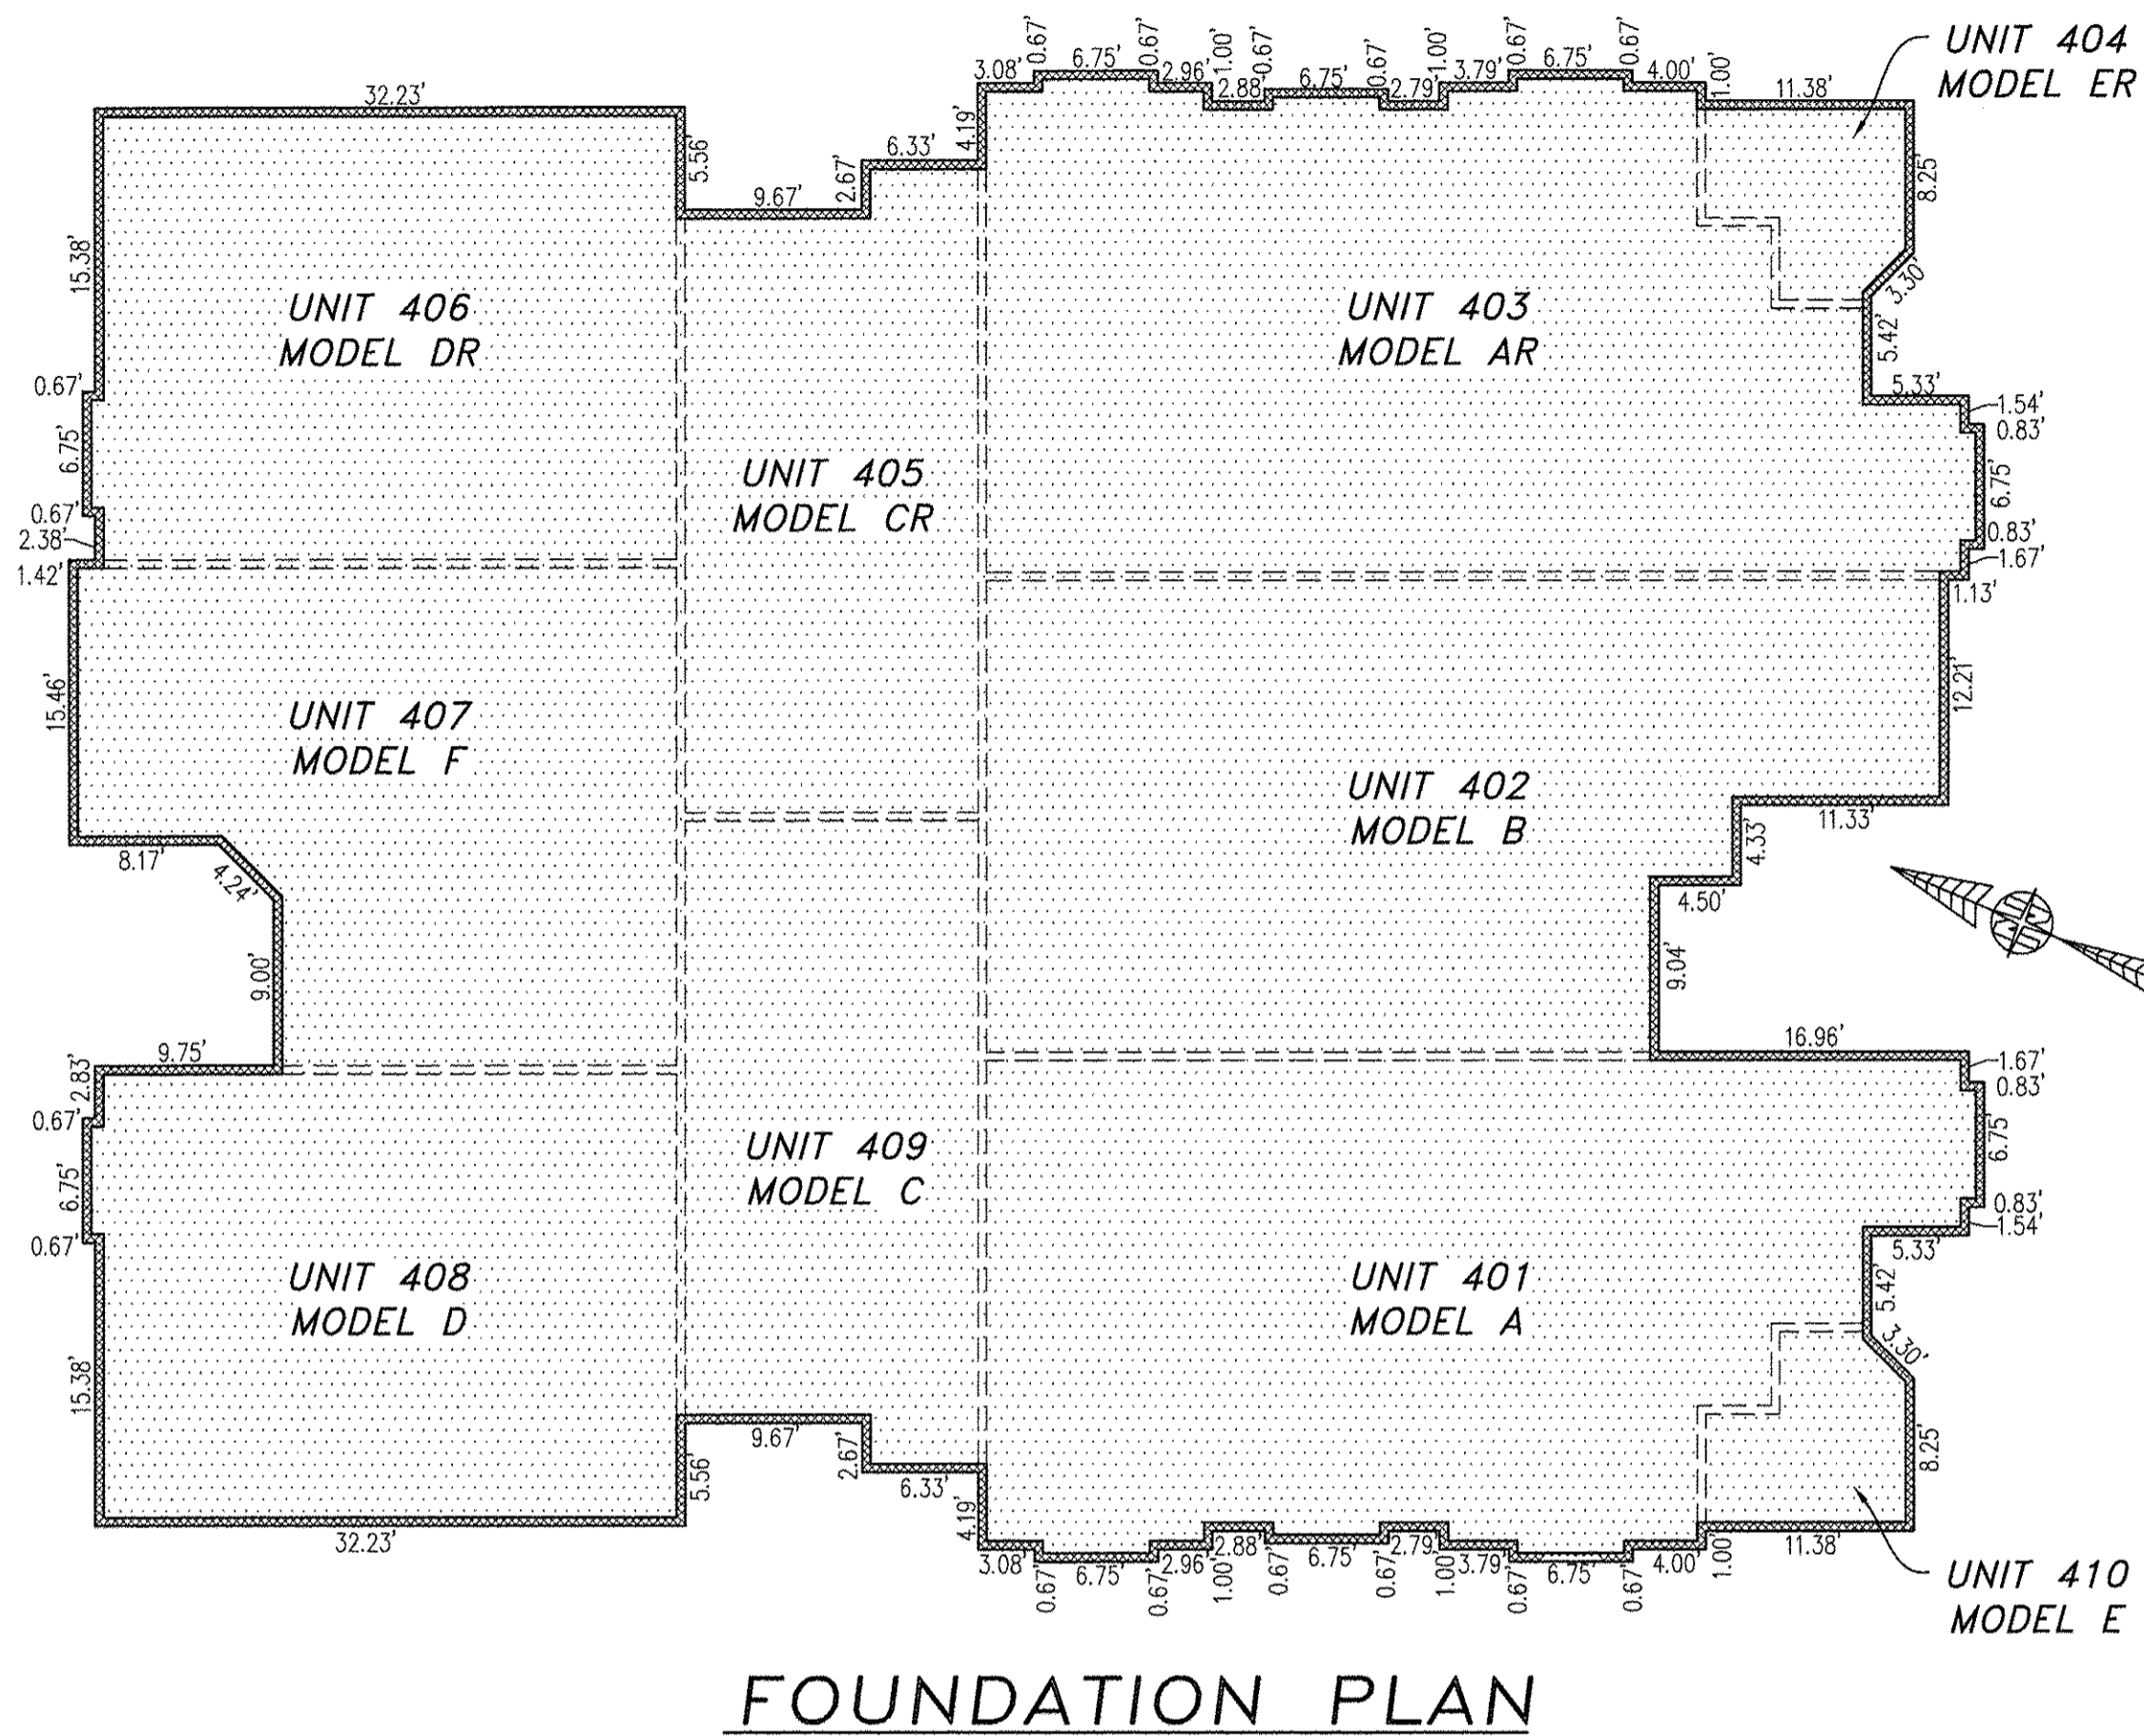 0.67' 6.75' 0.67' 1.00' 0.67' 0.67' 1.00' 0.67' 6.75' 0.67'
3.08' 2.96' 2.88' 6.75' 2.79' 3.79' 4.00' 1.00' 11.38'
UNIT 404
MODEL ER
32.23'
5.56'
9.67'
2.67'
6.33'
4.19'
8.25'
3.30'
5.42'
5.33'
1.54'
0.83'
6.75'
0.83'
1.67'
1.13'
15.38'
UNIT 406
MODEL DR
UNIT 403
MODEL AR
0.67'
6.75'
0.67'
2.38'
1.42'
UNIT 405
MODEL CR
15.46'
UNIT 407
MODEL F
UNIT 402
MODEL B
12.21'
11.33'
4.33'
4.50'
9.04'
16.96'
8.17'
4.24'
9.00'
9.75'
2.83'
0.67'
6.75'
0.67'
1.67'
0.83'
6.75'
0.83'
1.54'
5.33'
5.42'
3.30'
8.25'
UNIT 409
MODEL C
UNIT 408
MODEL D
UNIT 401
MODEL A
15.38'
32.23'
5.56'
9.67'
2.67'
6.33'
4.19'
3.08' 6.75' 2.96' 2.88' 6.75' 2.79' 3.79' 6.75' 4.00' 1.00' 11.38'
0.67' 0.67' 1.00' 0.67' 0.67' 1.00' 0.67' 0.67'
UNIT 410
MODEL E
FOUNDATION PLAN